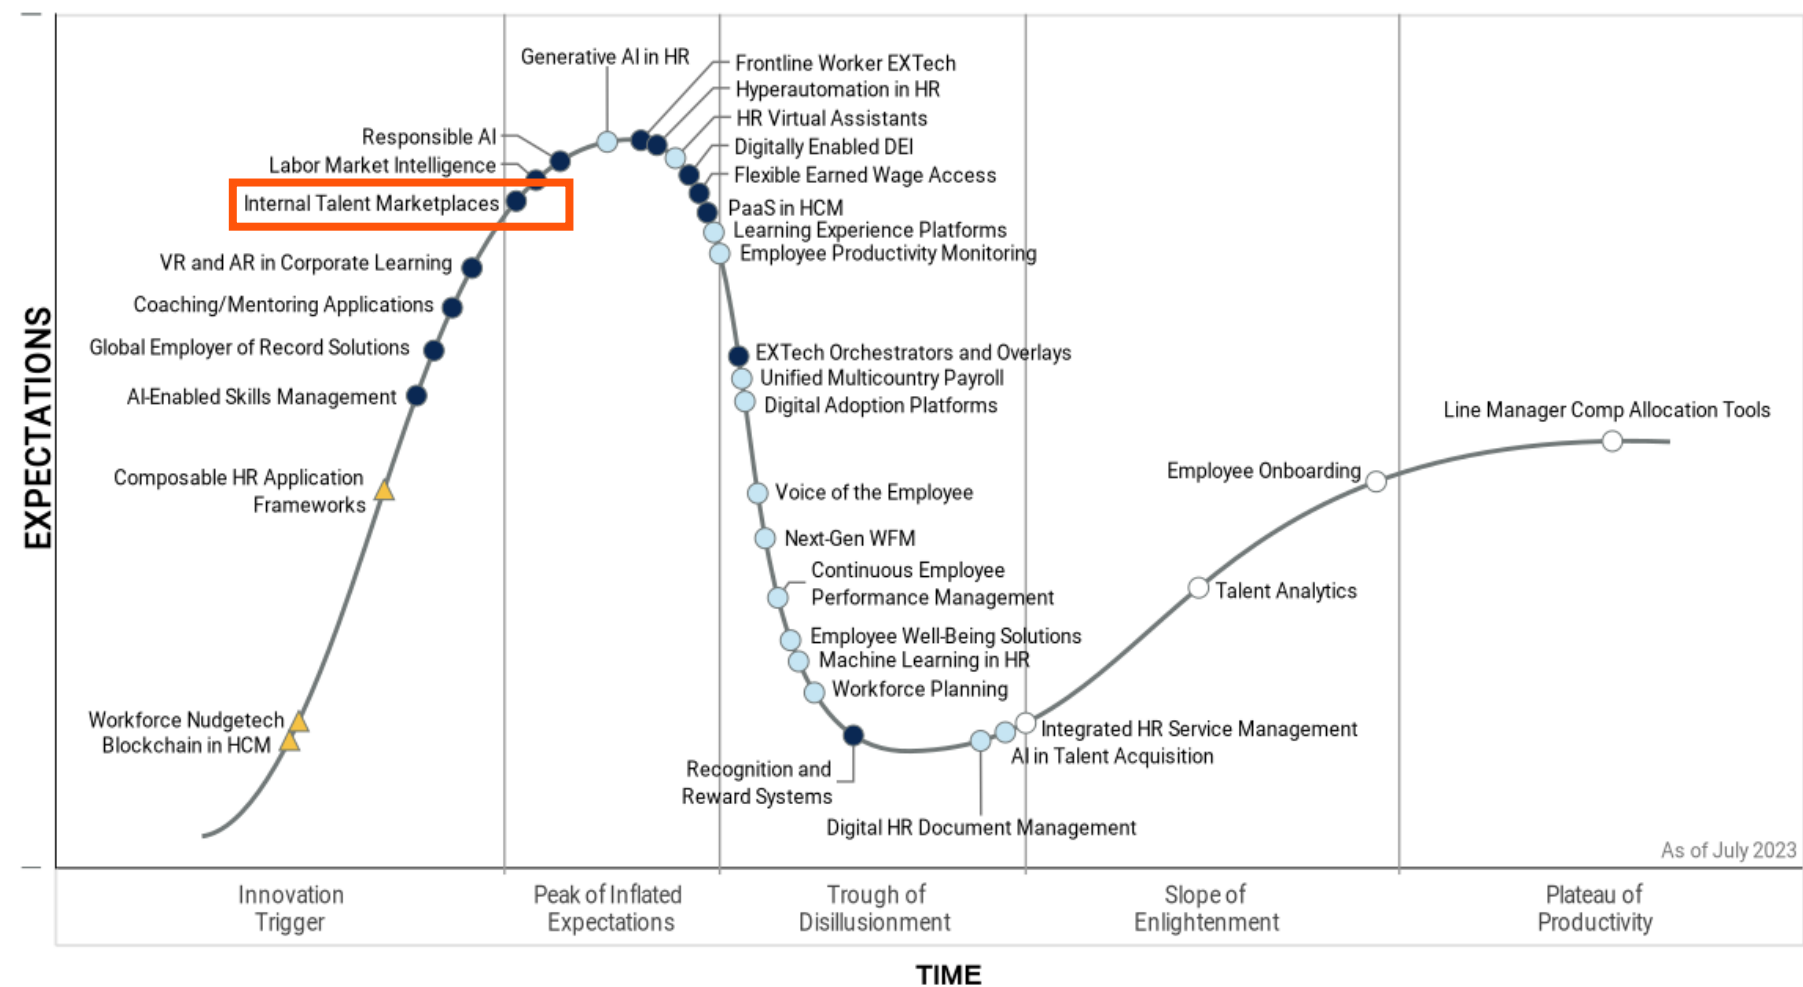 EXPECTATIONS
Generative AI in HR
Frontline Worker EXTech
Hyperautomation in HR
HR Virtual Assistants
Responsible AI
Digitally Enabled DEI
Labor Market Intelligence
Flexible Earned Wage Access
Internal Talent Marketplaces
PaaS in HCM
Learning Experience Platforms
Employee Productivity Monitoring
VR and AR in Corporate Learning
Coaching/Mentoring Applications
Global Employer of Record Solutions
EXTech Orchestrators and Overlays
Unified Multicountry Payroll
AI-Enabled Skills Management
Digital Adoption Platforms
Line Manager Comp Allocation Tools
Employee Onboarding
Composable HR Application
Frameworks
Voice of the Employee
Next-Gen WFM
Continuous Employee
Performance Management
Talent Analytics
Employee Well-Being Solutions
Machine Learning in HR
Workforce Planning
Workforce Nudgetech
Blockchain in HCM
Integrated HR Service Management
AI in Talent Acquisition
Recognition and
Reward Systems
Digital HR Document Management
As of July 2023
Innovation
Trigger
Peak of Inflated
Expectations
Trough of
Disillusionment
Slope of
Enlightenment
Plateau of
Productivity
TIME